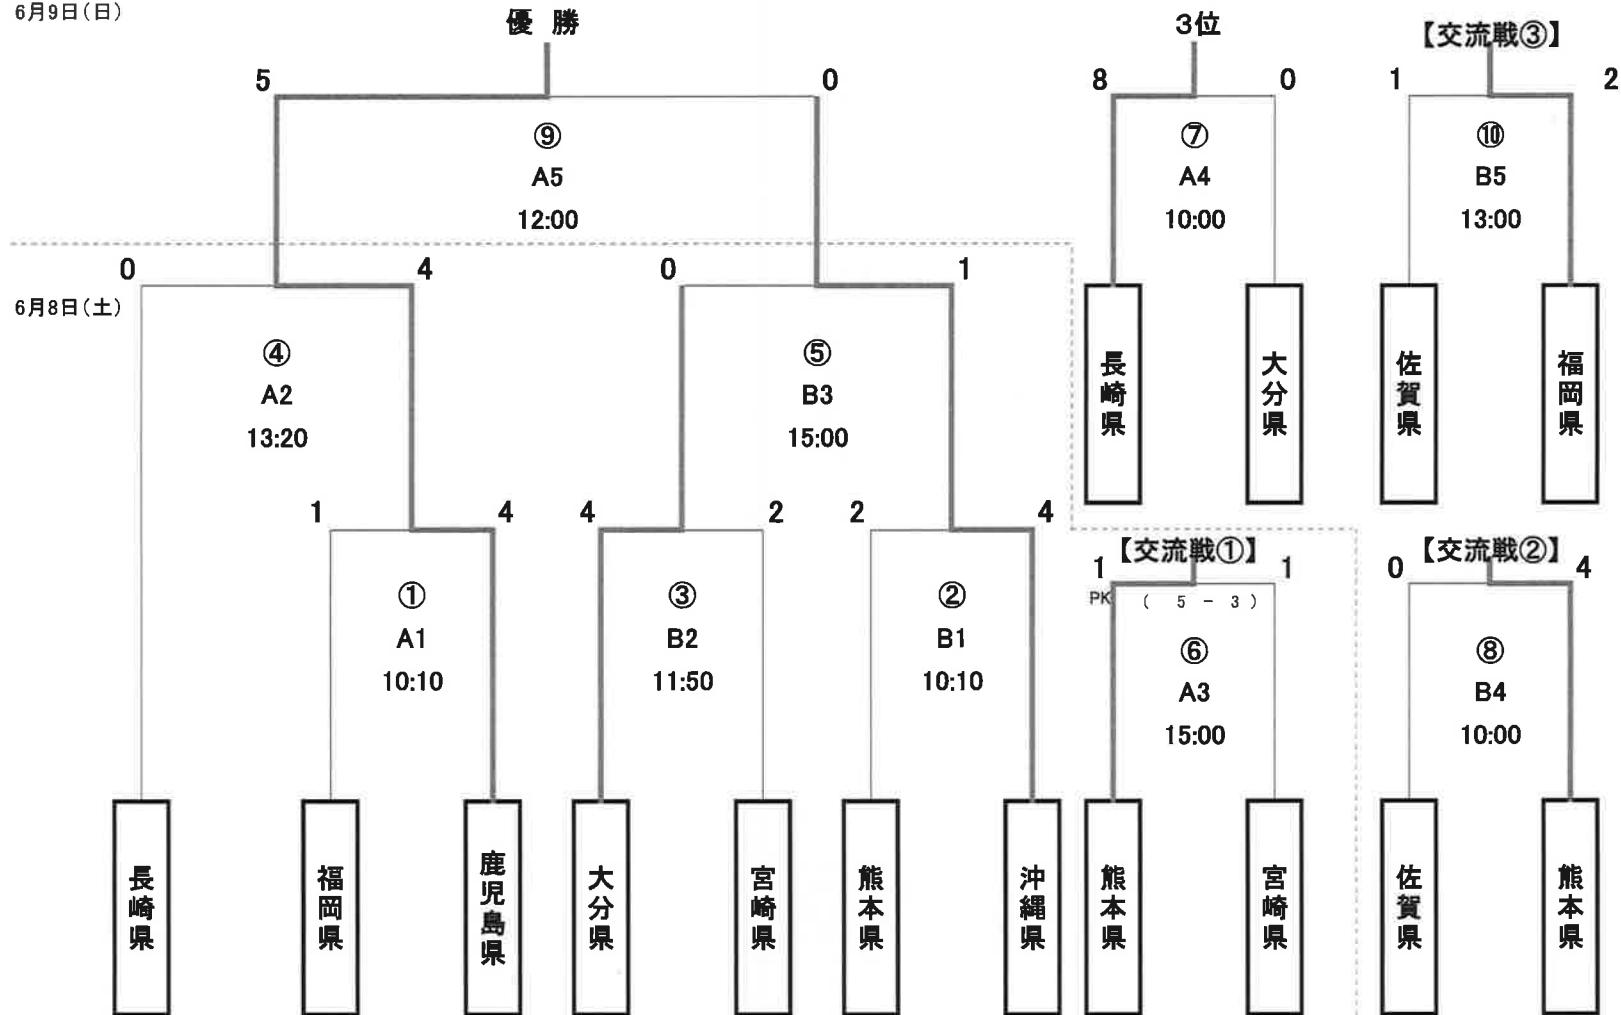 6月9日(日)
優 勝
3位
【交流戦③】
5
0
8
0
1
2
⑨
A5
12:00
⑦
A4
10:00
⑩
B5
13:00
0
4
0
1
6月8日(土)
④
A2
13:20
⑤
B3
15:00
長崎県
大分県
佐賀県
福岡県
1
4
4
2
2
4
【交流戦①】
1
1
PK ( 5 - 3 )
【交流戦②】
0
4
①
A1
10:10
③
B2
11:50
②
B1
10:10
⑥
A3
15:00
⑧
B4
10:00
長崎県
福岡県
鹿児島県
大分県
宮崎県
熊本県
沖縄県
熊本県
宮崎県
佐賀県
熊本県